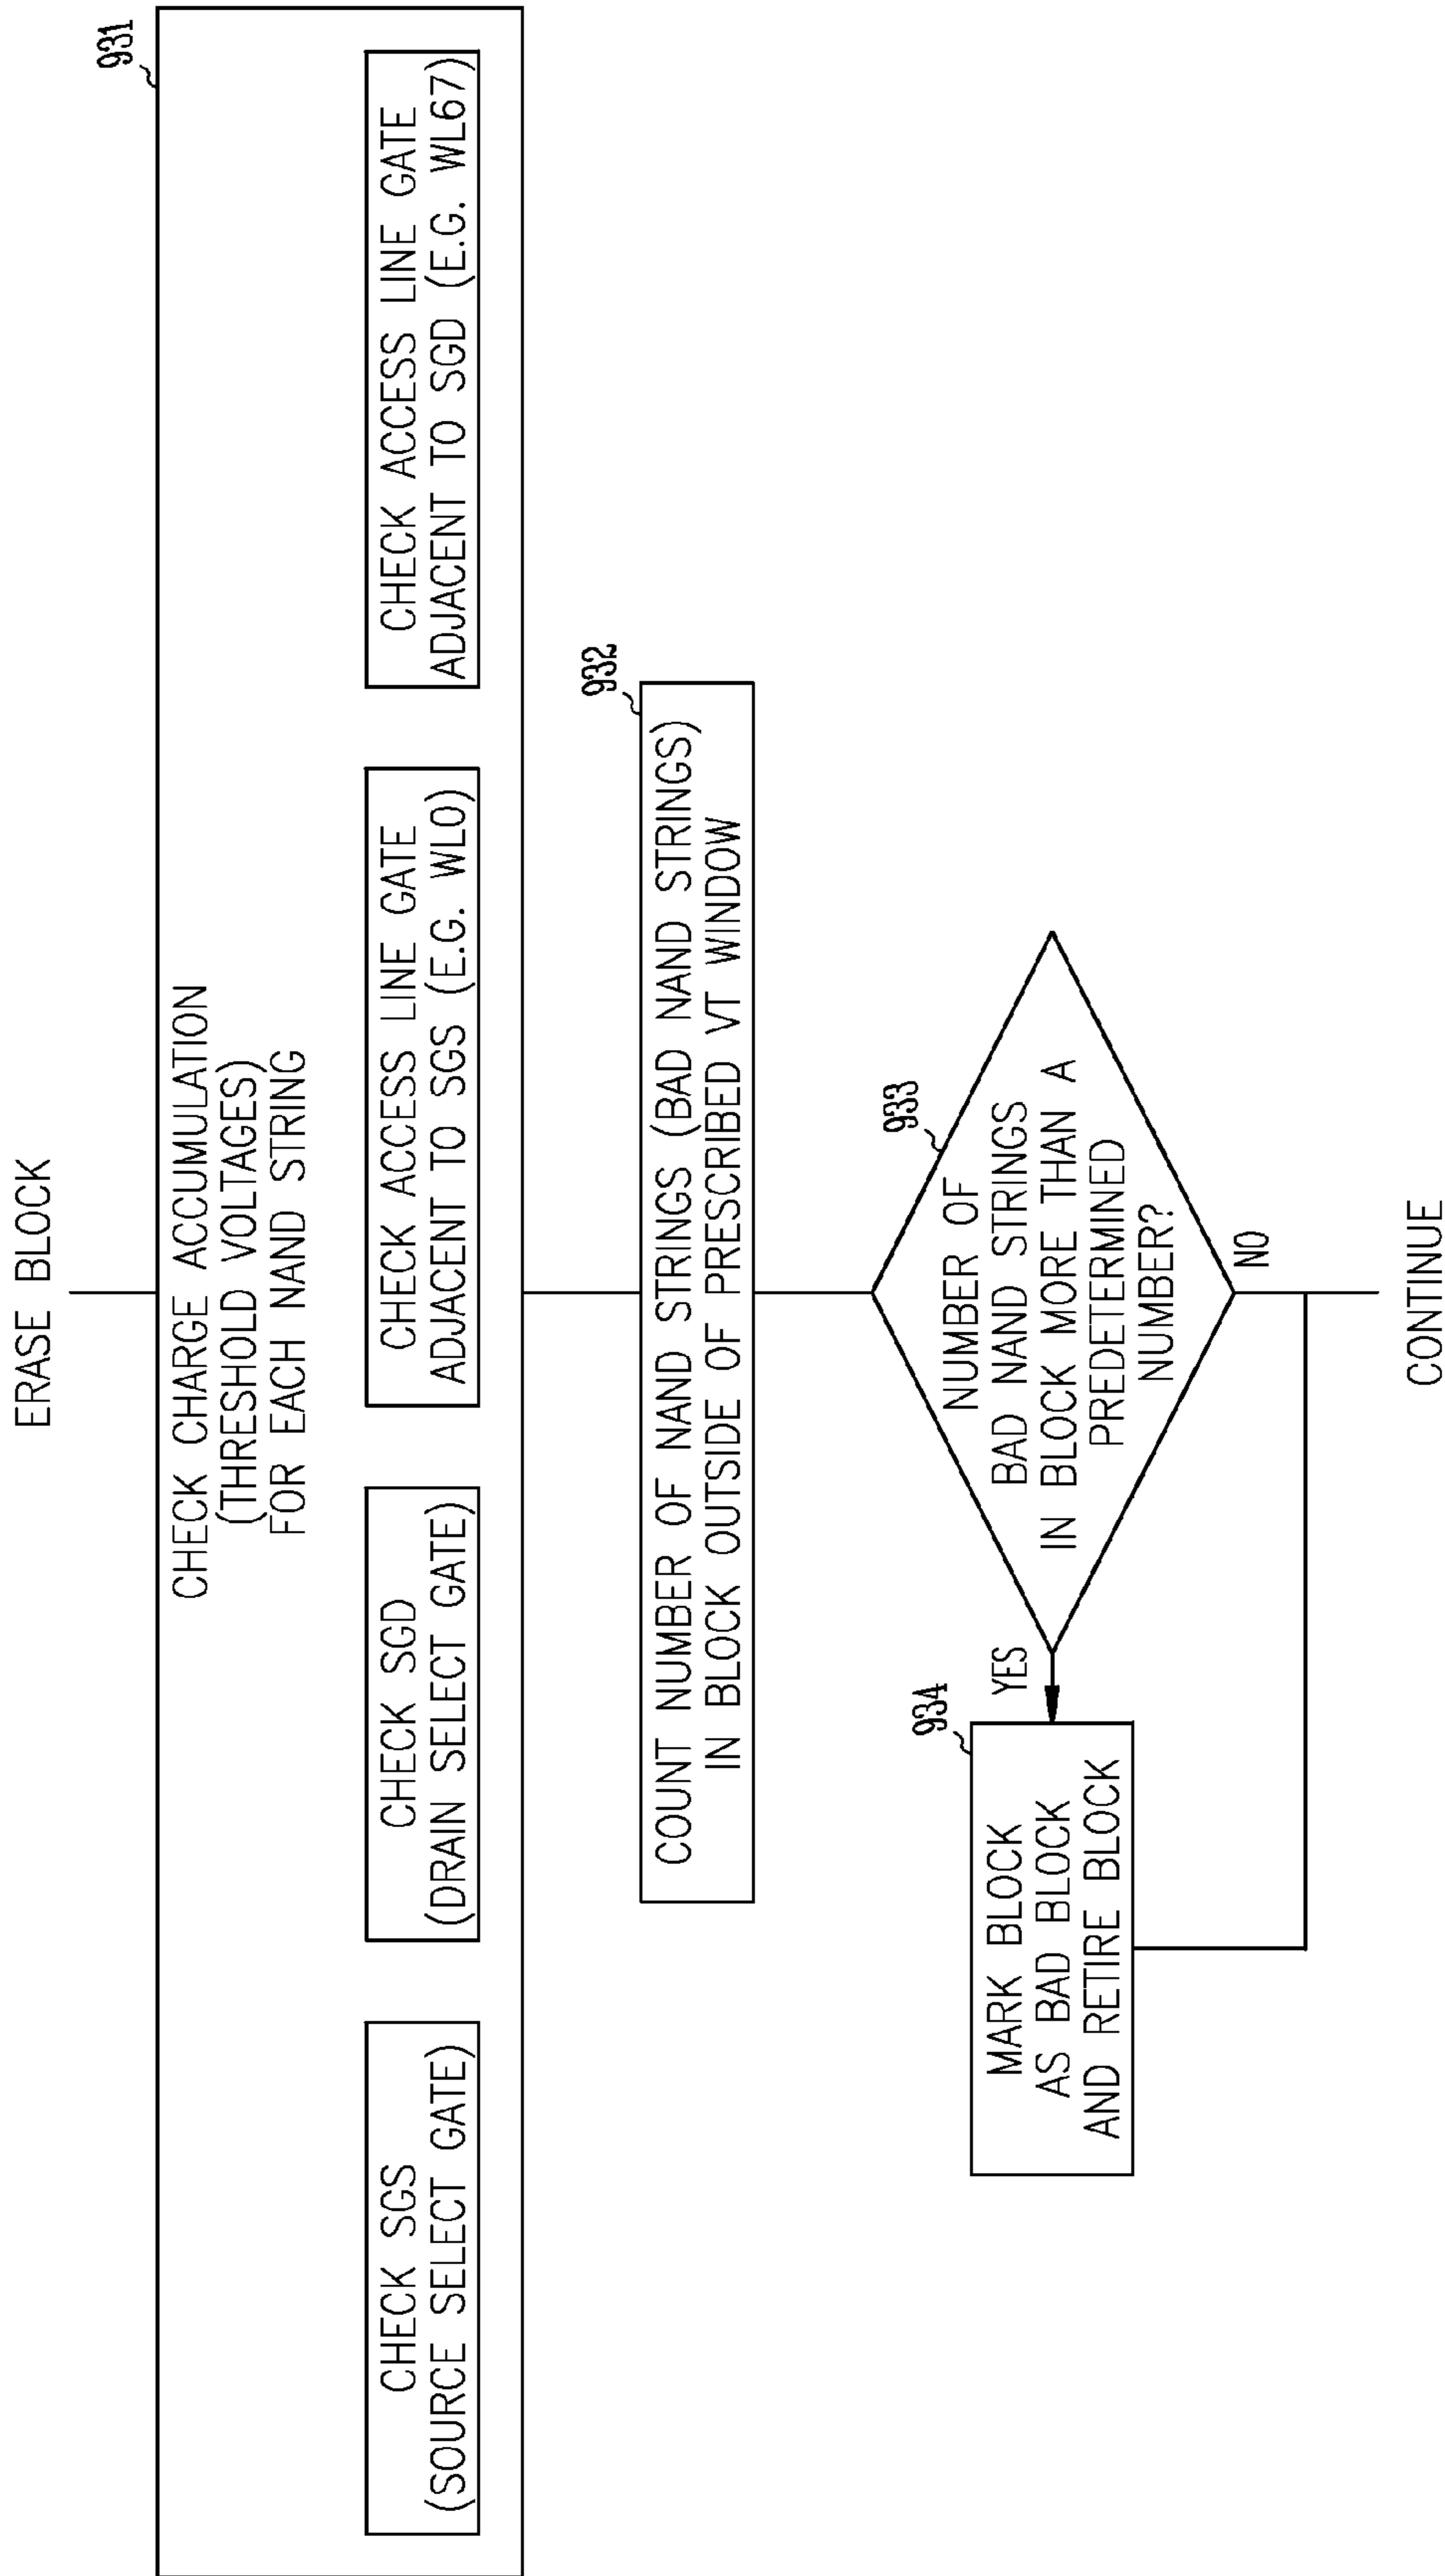 ERASE BLOCK
931
CHECK CHARGE ACCUMULATION
(THRESHOLD VOLTAGES)
FOR EACH NAND STRING
CHECK SGS
(SOURCE SELECT GATE)
CHECK SGD
(DRAIN SELECT GATE)
CHECK ACCESS LINE GATE
ADJACENT TO SGS (E.G. WL0)
CHECK ACCESS LINE GATE
ADJACENT TO SGD (E.G. WL67)
932
COUNT NUMBER OF NAND STRINGS (BAD NAND STRINGS)
IN BLOCK OUTSIDE OF PRESCRIBED VT WINDOW
933
NUMBER OF
BAD NAND STRINGS
IN BLOCK MORE THAN A
PREDETERMINED
NUMBER?
YES
NO
934
MARK BLOCK
AS BAD BLOCK
AND RETIRE BLOCK
CONTINUE